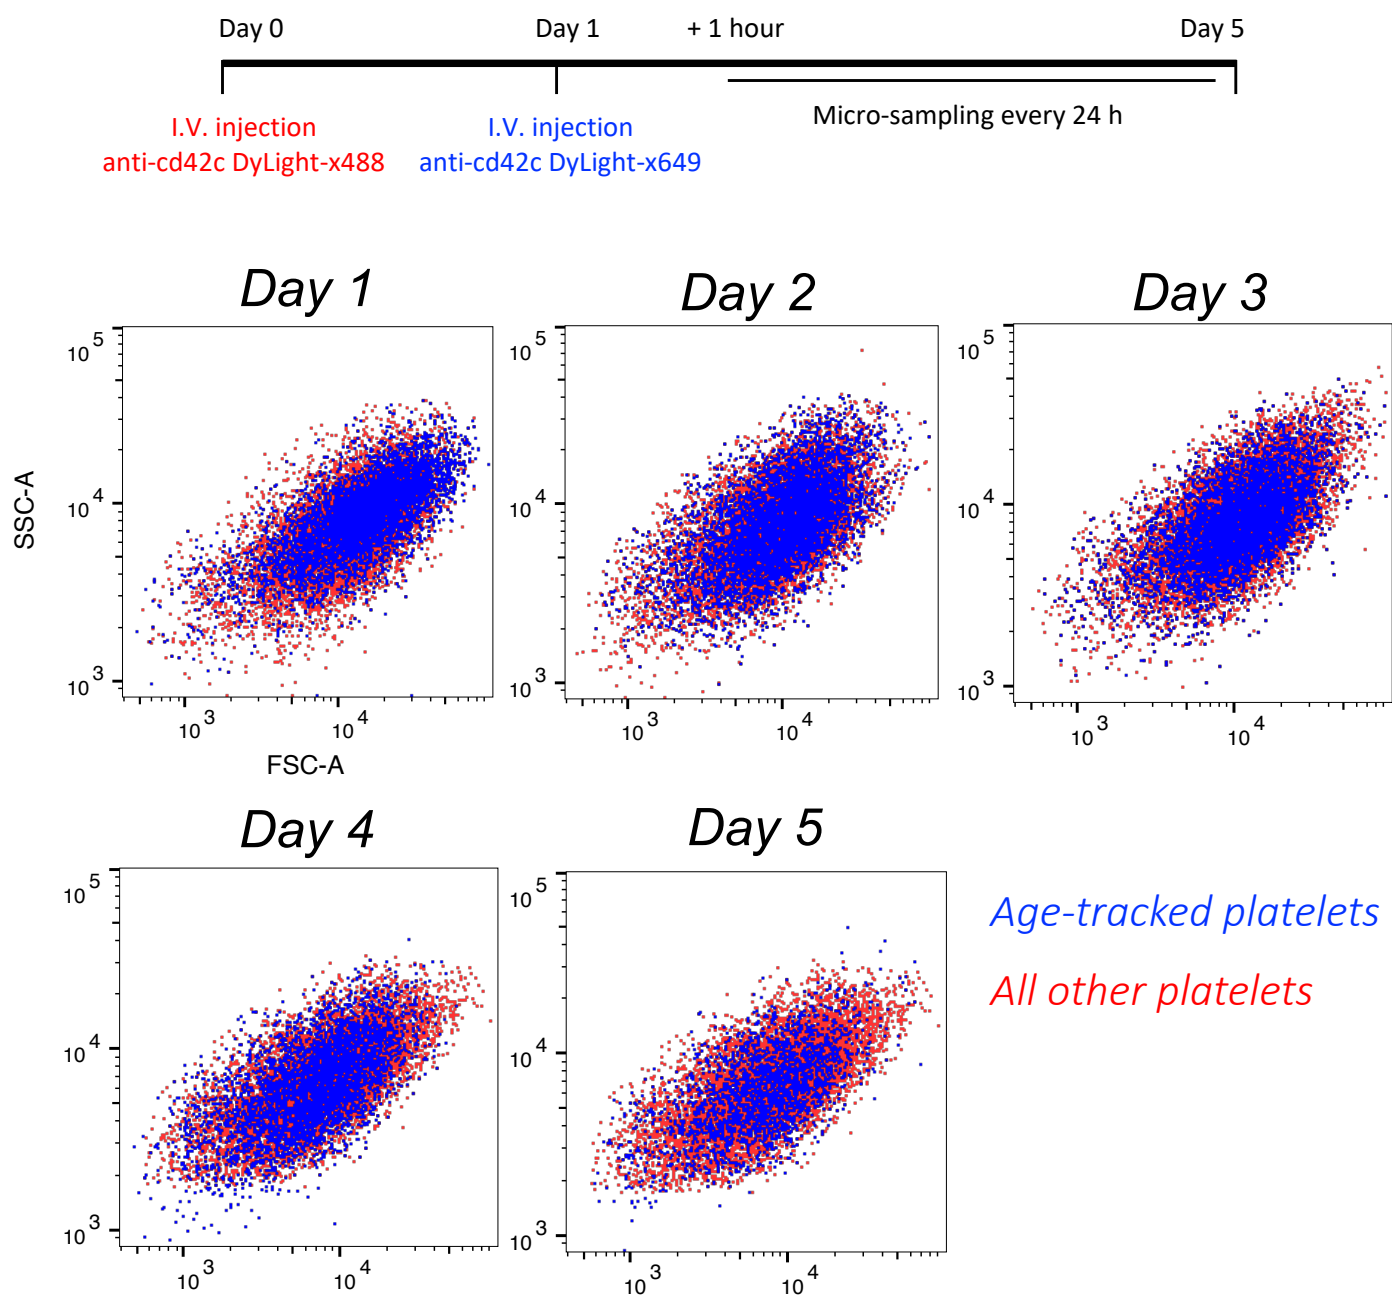 Day 0 Day 1 + 1 hour Day 5
I.V. injection
anti-cd42c DyLight-x488
I.V. injection
anti-cd42c DyLight-x649
Micro-sampling every 24 h
Day 1
10 5
10 4
10 3
SSC-A
10 3 10 4
FSC-A
Day 2
10 5
10 4
10 3
10 3 10 4
Day 3
10 5
10 4
10 3
10 3 10 4
Day 4
10 5
10 4
10 3
10 3 10 4
Day 5
10 5
10 4
10 3
10 3 10 4
Age-tracked platelets
All other platelets